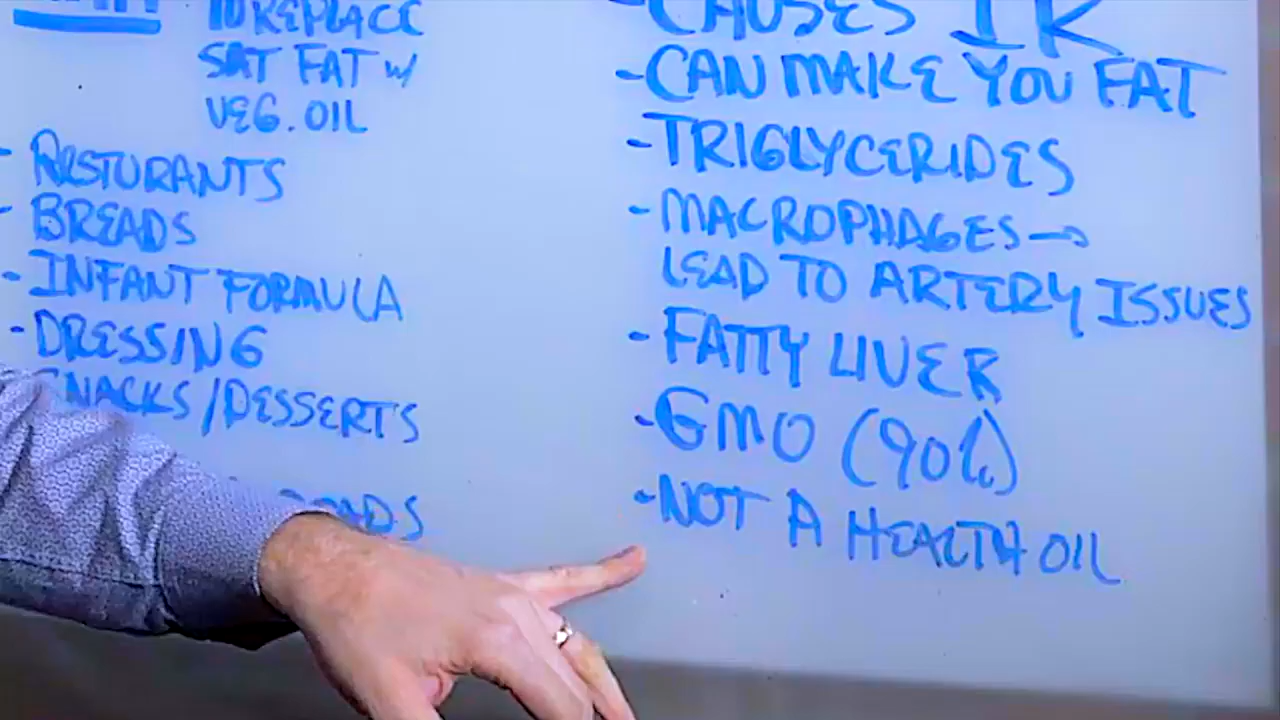 TO REPLACE
SAT FAT w/
VEG. OIL
- RESTURANTS
- BREADS
- INFANT FORMULA
- DRESSING
SNACKS/DESSERTS
- CAUSES IR
- CAN MAKE YOU FAT
- TRIGLYCERIDES
- MACROPHAGES →
LEAD TO ARTERY ISSUES
- FATTY LIVER
- GMO (90%)
- NOT A HEALTH OIL